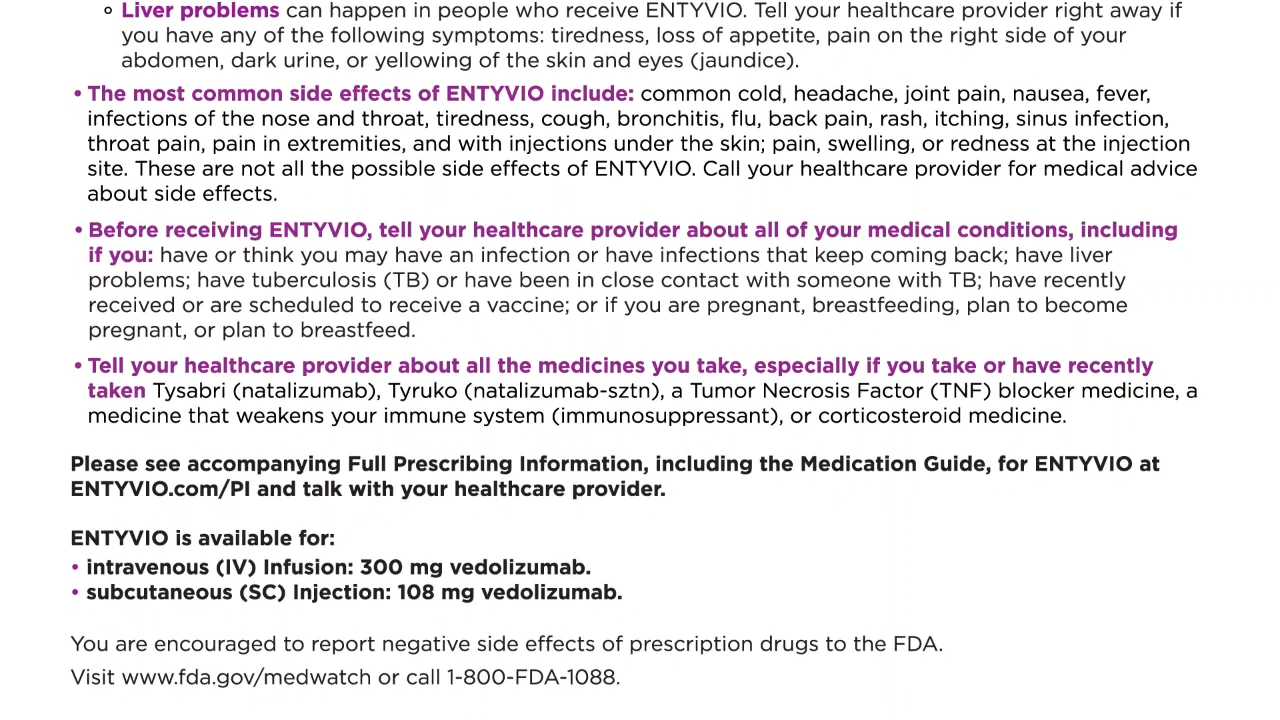 ∘ Liver problems can happen in people who receive ENTYVIO. Tell your healthcare provider right away if
you have any of the following symptoms: tiredness, loss of appetite, pain on the right side of your
abdomen, dark urine, or yellowing of the skin and eyes (jaundice).
• The most common side effects of ENTYVIO include: common cold, headache, joint pain, nausea, fever,
infections of the nose and throat, tiredness, cough, bronchitis, flu, back pain, rash, itching, sinus infection,
throat pain, pain in extremities, and with injections under the skin; pain, swelling, or redness at the injection
site. These are not all the possible side effects of ENTYVIO. Call your healthcare provider for medical advice
about side effects.
• Before receiving ENTYVIO, tell your healthcare provider about all of your medical conditions, including
if you: have or think you may have an infection or have infections that keep coming back; have liver
problems; have tuberculosis (TB) or have been in close contact with someone with TB; have recently
received or are scheduled to receive a vaccine; or if you are pregnant, breastfeeding, plan to become
pregnant, or plan to breastfeed.
• Tell your healthcare provider about all the medicines you take, especially if you take or have recently
taken Tysabri (natalizumab), Tyruko (natalizumab-sztn), a Tumor Necrosis Factor (TNF) blocker medicine, a
medicine that weakens your immune system (immunosuppressant), or corticosteroid medicine.
Please see accompanying Full Prescribing Information, including the Medication Guide, for ENTYVIO at
ENTYVIO.com/PI and talk with your healthcare provider.
ENTYVIO is available for:
• intravenous (IV) Infusion: 300 mg vedolizumab.
• subcutaneous (SC) Injection: 108 mg vedolizumab.
You are encouraged to report negative side effects of prescription drugs to the FDA.
Visit www.fda.gov/medwatch or call 1-800-FDA-1088.